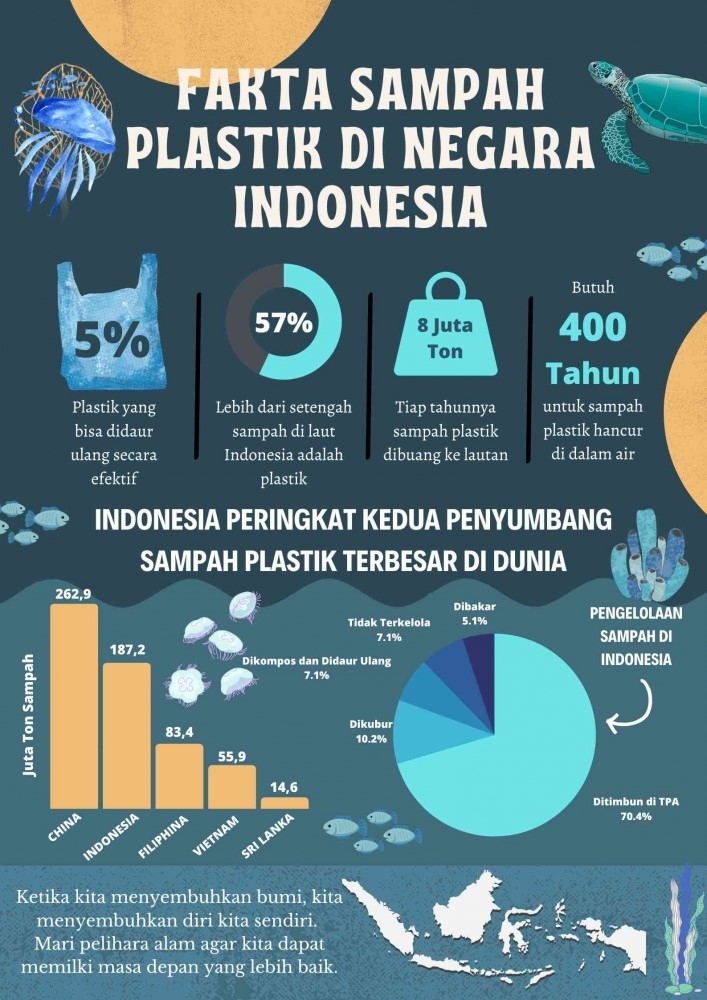 FAKTA SAMPAH
PLASTIK DI NEGARA
INDONESIA
5%
Plastik yang
bisa didaur
ulang secara
efektif
57%
Lebih dari setengah
sampah di laut
Indonesia adalah
plastik
8 Juta
Ton
Tiap tahunnya
sampah plastik
dibuang ke lautan
Butuh
400
Tahun
untuk sampah
plastik hancur
di dalam air
INDONESIA PERINGKAT KEDUA PENYUMBANG
SAMPAH PLASTIK TERBESAR DI DUNIA
Juta Ton Sampah
262,9
187,2
83,4
55,9
14,6
CHINA
INDONESIA
FILIPHINA
VIETNAM
SRI LANKA
PENGELOLAAN
SAMPAH DI
INDONESIA
Dibakar
5.1%
Tidak Terkelola
7.1%
Dikompos dan Didaur Ulang
7.1%
Dikubur
10.2%
Ditimbun di TPA
70.4%
Ketika kita menyembuhkan bumi, kita
menyembuhkan diri kita sendiri.
Mari pelihara alam agar kita dapat
memilki masa depan yang lebih baik.